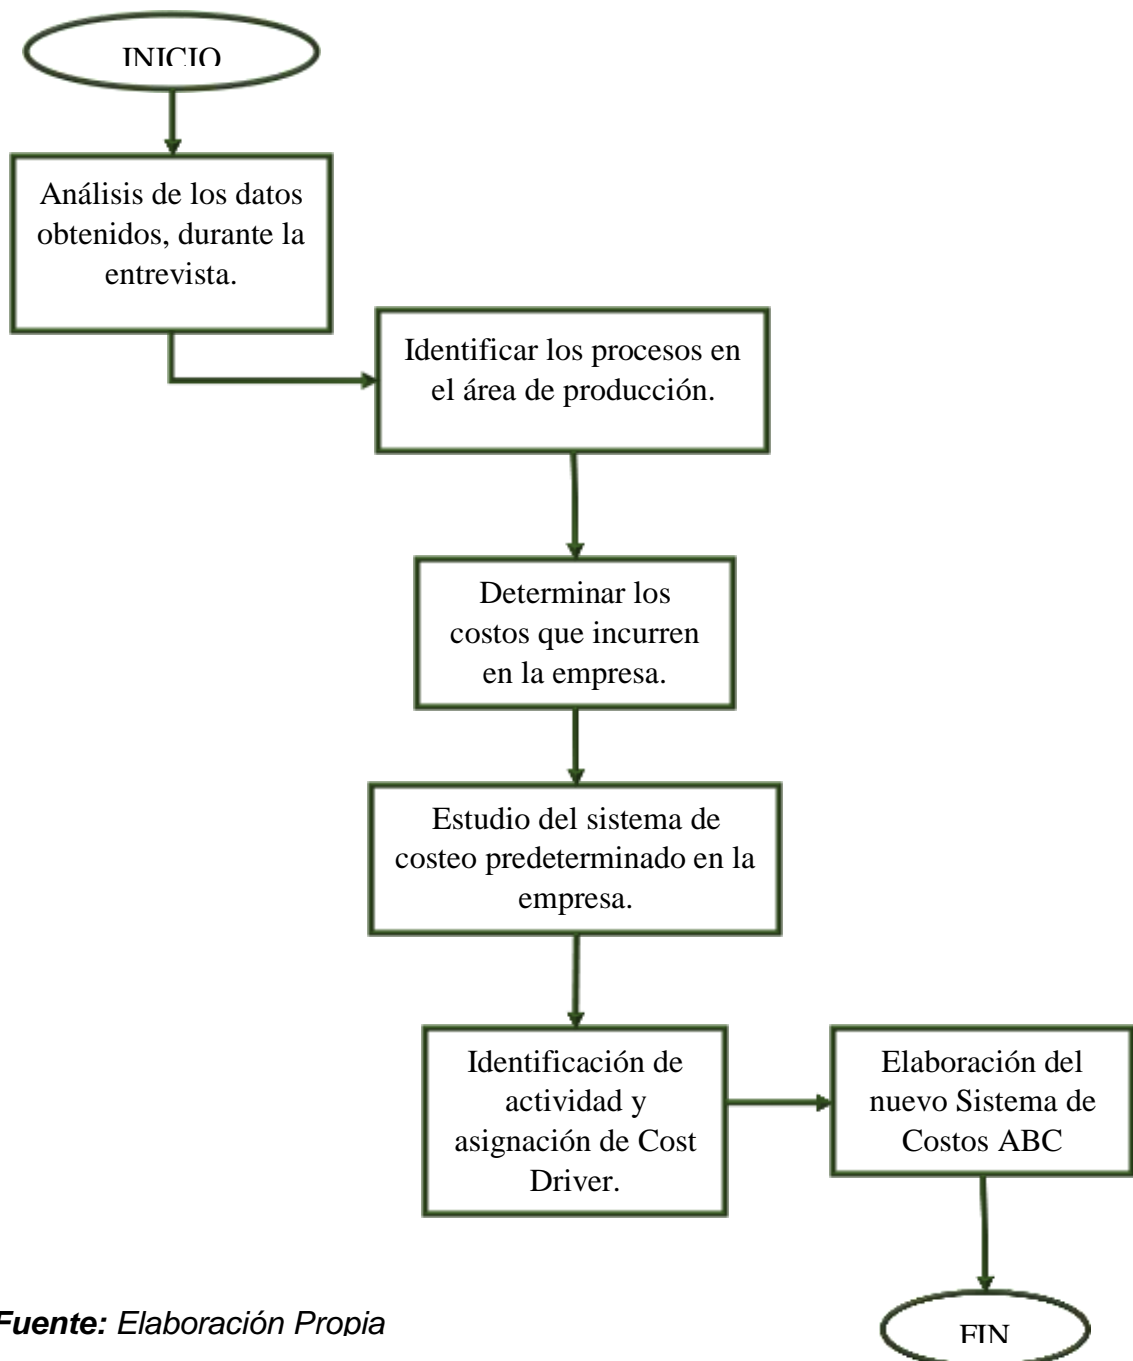 INICIO
Análisis de los datos
obtenidos, durante la
entrevista.
Identificar los procesos en
el área de producción.
Determinar los
costos que incurren
en la empresa.
Estudio del sistema de
costeo predeterminado en la
empresa.
Identificación de
actividad y
asignación de Cost
Driver.
Elaboración del
nuevo Sistema de
Costos ABC
FIN
Fuente: Elaboración Propia